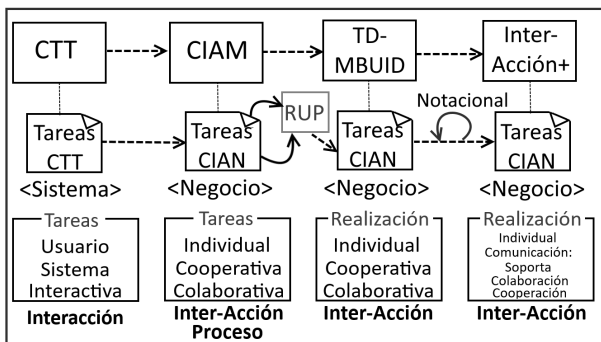 CTT
CIAM
TD-
MBUID
Inter-
Acción+
Tareas
CTT
Tareas
CIAN
RUP
Tareas
CIAN
Notacional
Tareas
CIAN
<Sistema>
<Negocio>
<Negocio>
<Negocio>
Tareas
Usuario
Sistema
Interactiva
Interacción
Tareas
Individual
Cooperativa
Colaborativa
Inter-Acción
Proceso
Realización
Individual
Cooperativa
Colaborativa
Inter-Acción
Realización
Individual
Comunicación:
Soporta
Colaboración
Cooperación
Inter-Acción